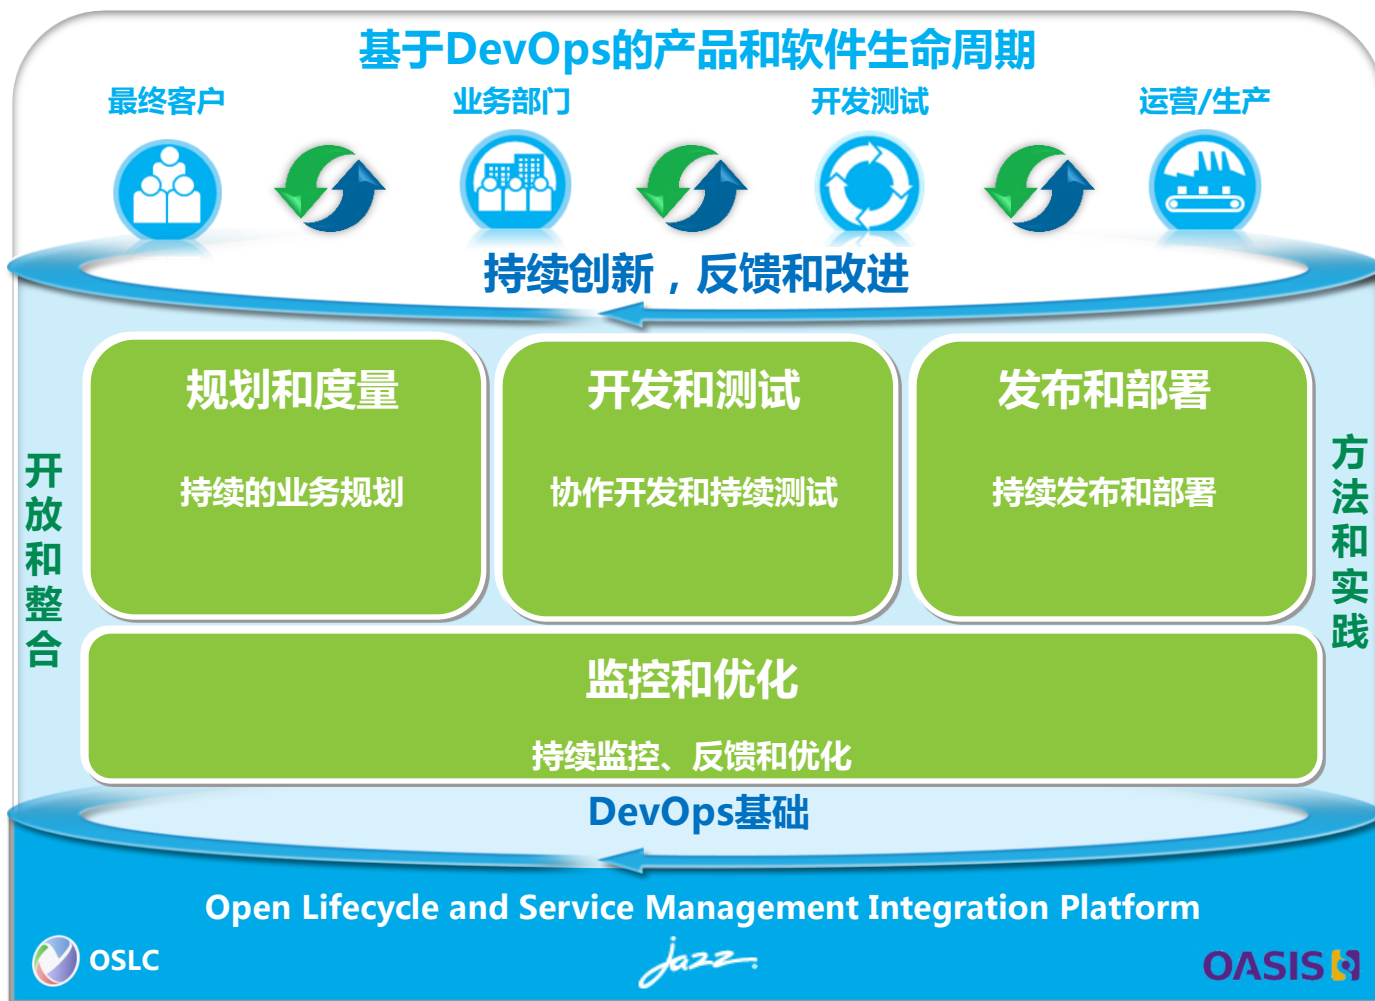 基于DevOps的产品和软件生命周期
最终客户
业务部门
开发测试
运营/生产
持续创新，反馈和改进
规划和度量
持续的业务规划
开发和测试
协作开发和持续测试
发布和部署
持续发布和部署
开放和整合
方法和实践
监控和优化
持续监控、反馈和优化
DevOps基础
Open Lifecycle and Service Management Integration Platform
OSLC
jazz
OASIS